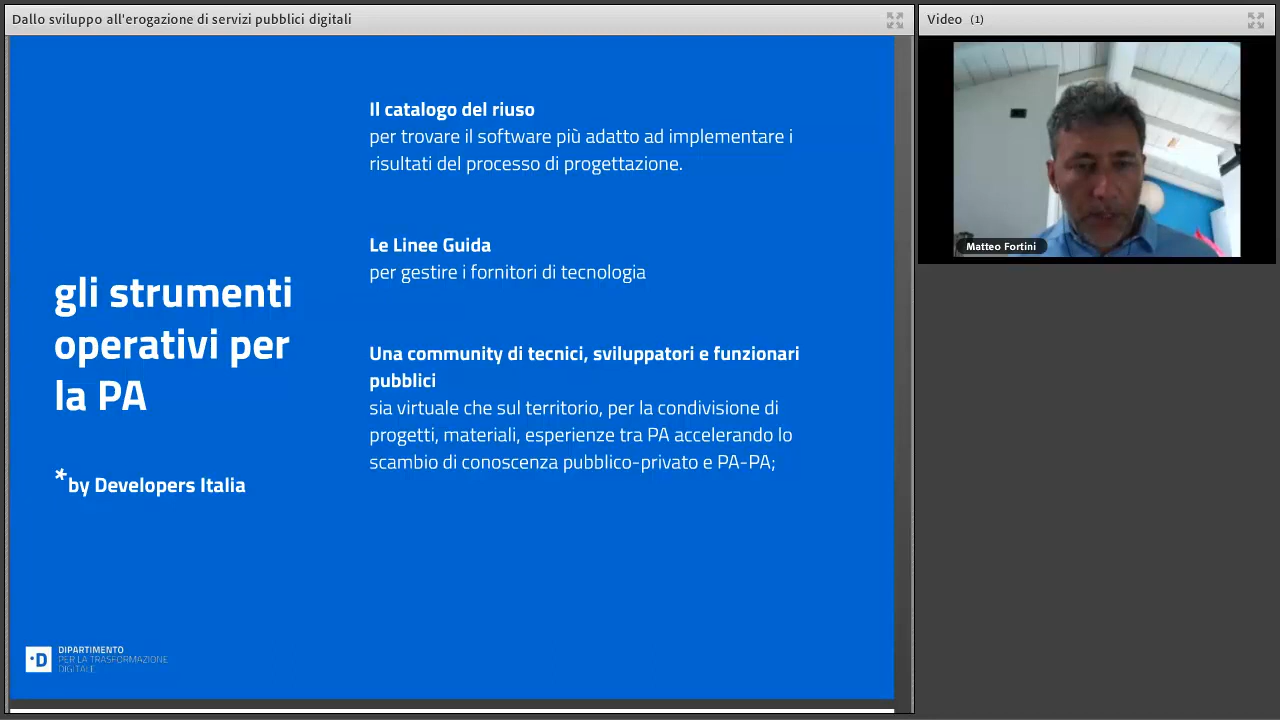 Dallo sviluppo all'erogazione di servizi pubblici digitali
Video (1)
Il catalogo del riuso
per trovare il software più adatto ad implementare i
risultati del processo di progettazione.
Le Linee Guida
per gestire i fornitori di tecnologia
gli strumenti
operativi per
la PA
*by Developers Italia
Una community di tecnici, sviluppatori e funzionari
pubblici
sia virtuale che sul territorio, per la condivisione di
progetti, materiali, esperienze tra PA accelerando lo
scambio di conoscenza pubblico-privato e PA-PA;
Matteo Fortini
·D
DIPARTIMENTO
PER LA TRASFORMAZIONE
DIGITALE